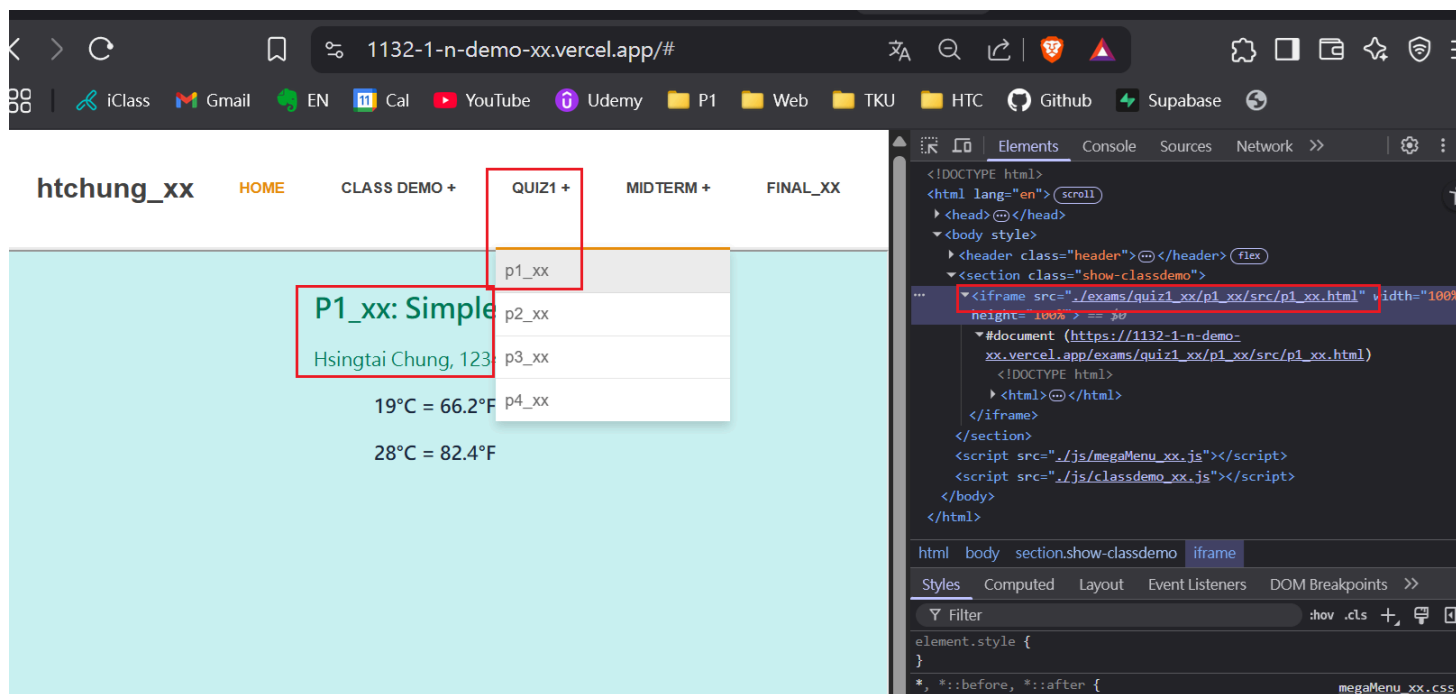 1132-1-n-demo-xx.vercel.app/#
iClass Gmail EN 11 Cal YouTube Udemy P1 Web TKU HTC Github Supabase
htchung_xx HOME CLASS DEMO + QUIZ1 + MIDTERM + FINAL_XX
p1_xx
p2_xx
p3_xx
p4_xx
P1_xx: Simple
Hsingtai Chung, 123
19°C = 66.2°F
28°C = 82.4°F
Elements Console Sources Network
<!DOCTYPE html>
<html lang="en"> scroll
<head> </head>
<body style>
<header class="header"> </header> flex
<section class="show-classdemo">
<iframe src="./exams/quiz1_xx/p1_xx/src/p1_xx.html" width="100%
height="100%"> == $0
#document (https://1132-1-n-demo-
xx.vercel.app/exams/quiz1_xx/p1_xx/src/p1_xx.html)
<!DOCTYPE html>
<html> </html>
</iframe>
</section>
<script src="./js/megaMenu_xx.js"></script>
<script src="./js/classdemo_xx.js"></script>
</body>
</html>
html body section.show-classdemo iframe
Styles Computed Layout Event Listeners DOM Breakpoints
Filter :hov .cls
element.style {
}
*, *::before, *::after { megaMenu_xx.css